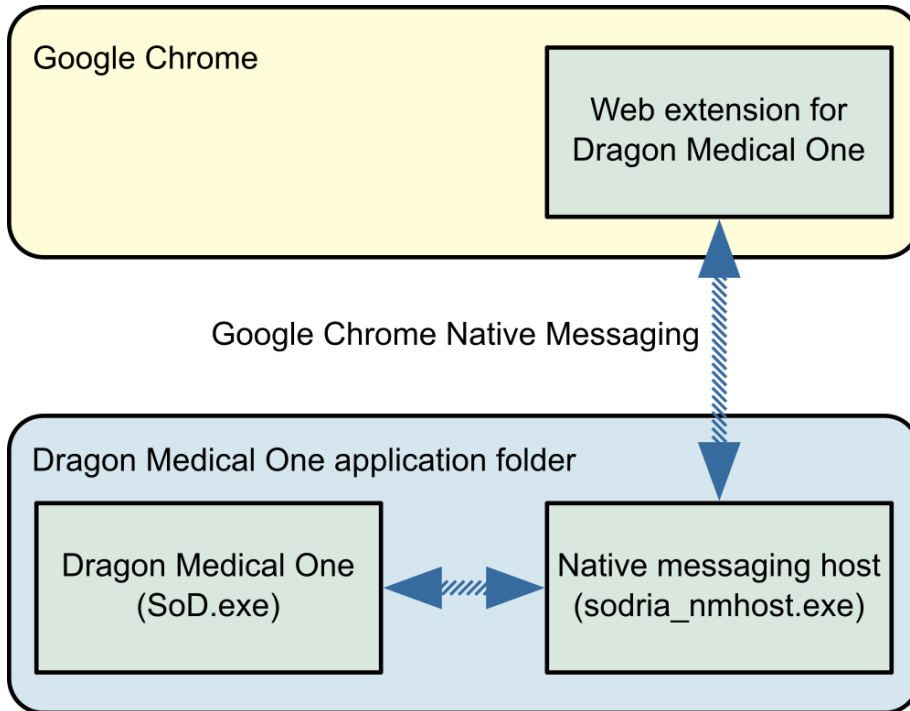 Google Chrome
Web extension for
Dragon Medical One
Google Chrome Native Messaging
Dragon Medical One application folder
Dragon Medical One
(SoD.exe)
Native messaging host
(sodria_nmhost.exe)